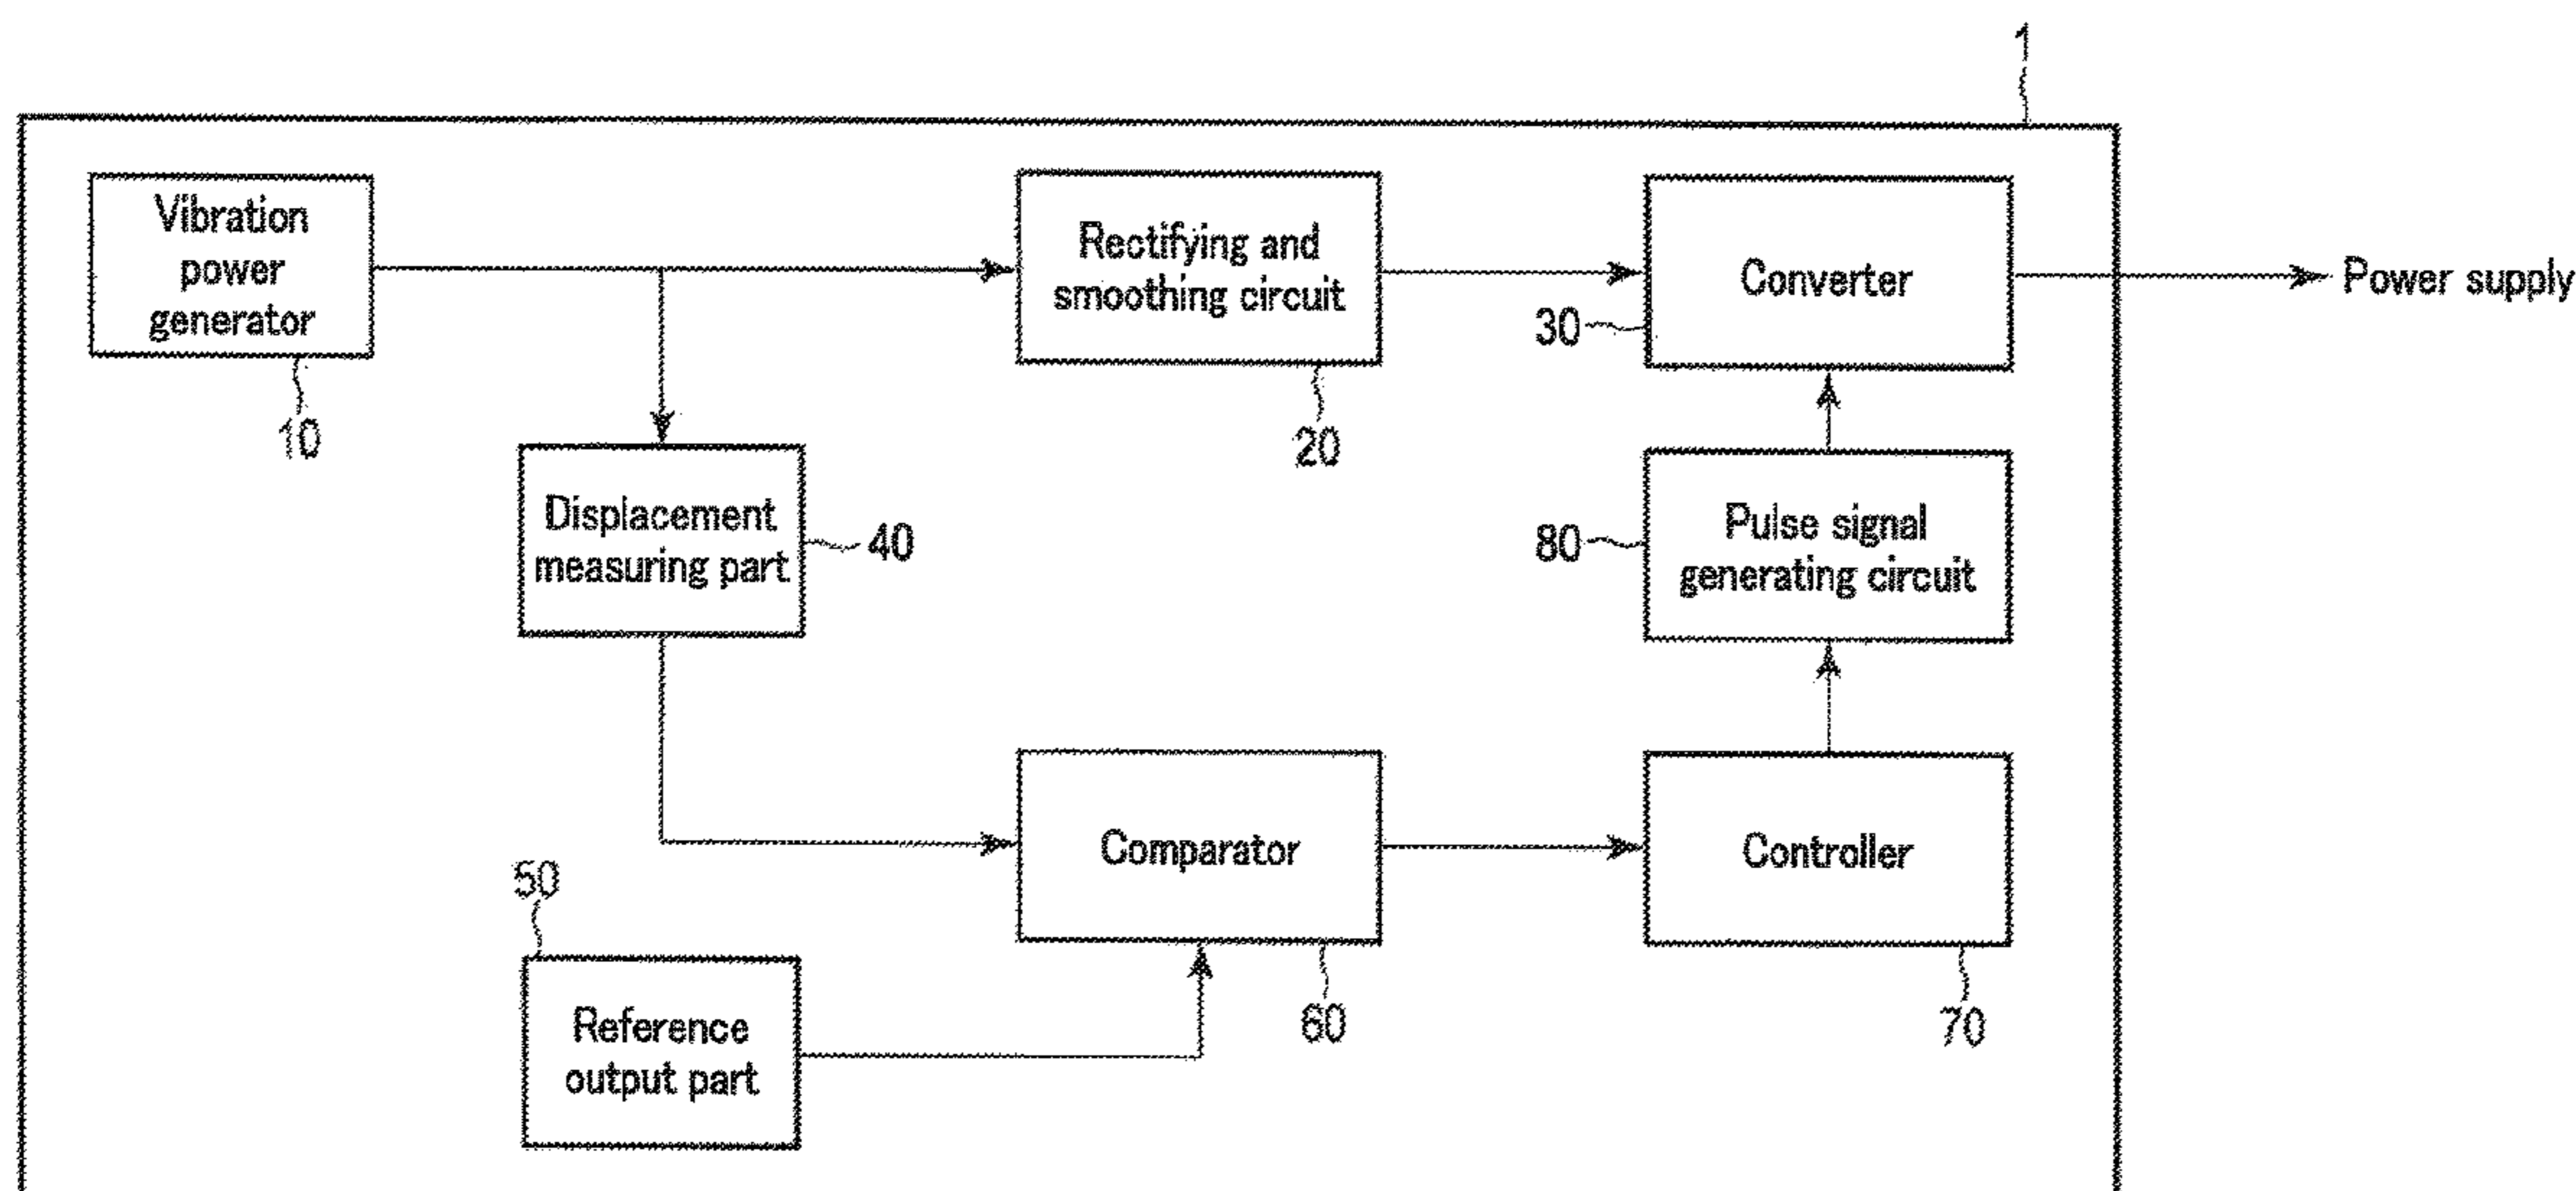 1
Vibration
power
generator
10
Rectifying and
smoothing circuit
20
Converter
30
Power supply
Displacement
measuring part
40
Pulse signal
generating circuit
80
Comparator
60
Controller
70
50
Reference
output part